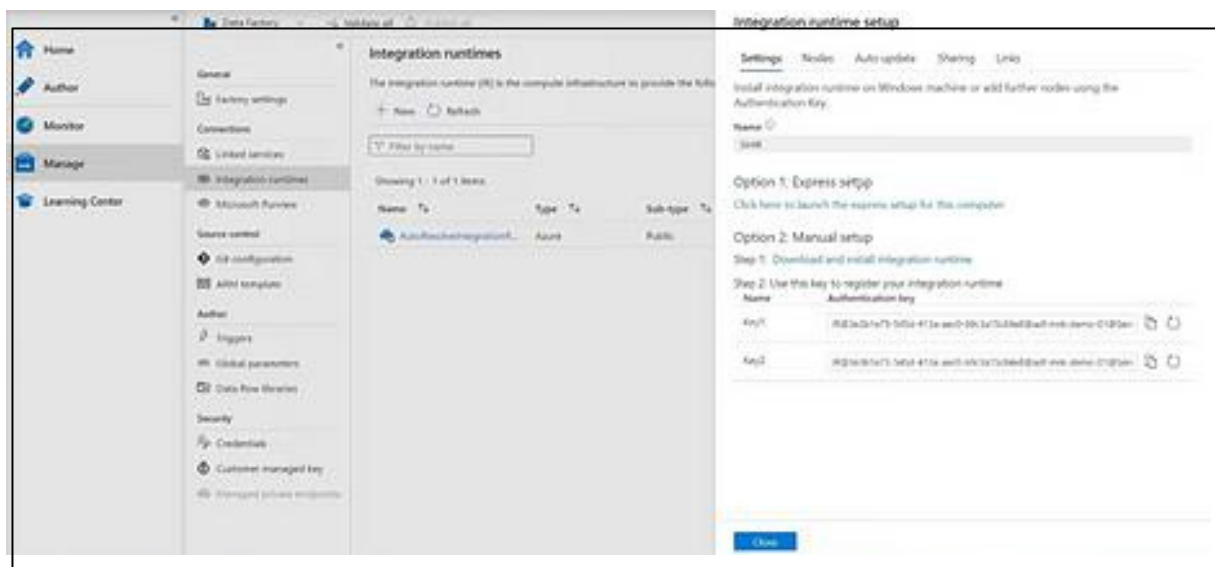 Data Factory
Validate all
Home
Author
Monitor
Manage
Learning Center
General
Factory settings
Connections
Linked services
Integration runtimes
Microsoft Purview
Source control
Git configuration
ARM template
Author
Triggers
Global parameters
Data flow libraries
Security
Credentials
Customer managed key
Managed private endpoints
Integration runtimes
The integration runtime (IR) is the compute infrastructure to provide the follo
New
Refresh
Filter by name
Showing 1 - 1 of 1 items
Name
Type
Sub-type
Azure
Public
Integration runtime setup
Settings Nodes Auto update Sharing Links
Install integration runtime on Windows machine or add further nodes using the
Authentication Key.
Name
Option 1: Express setup
Click here to launch the express setup for this computer
Option 2: Manual setup
Step 1: Download and install integration runtime
Step 2: Use this key to register your integration runtime
Name Authentication key
Key1
Key2
Close